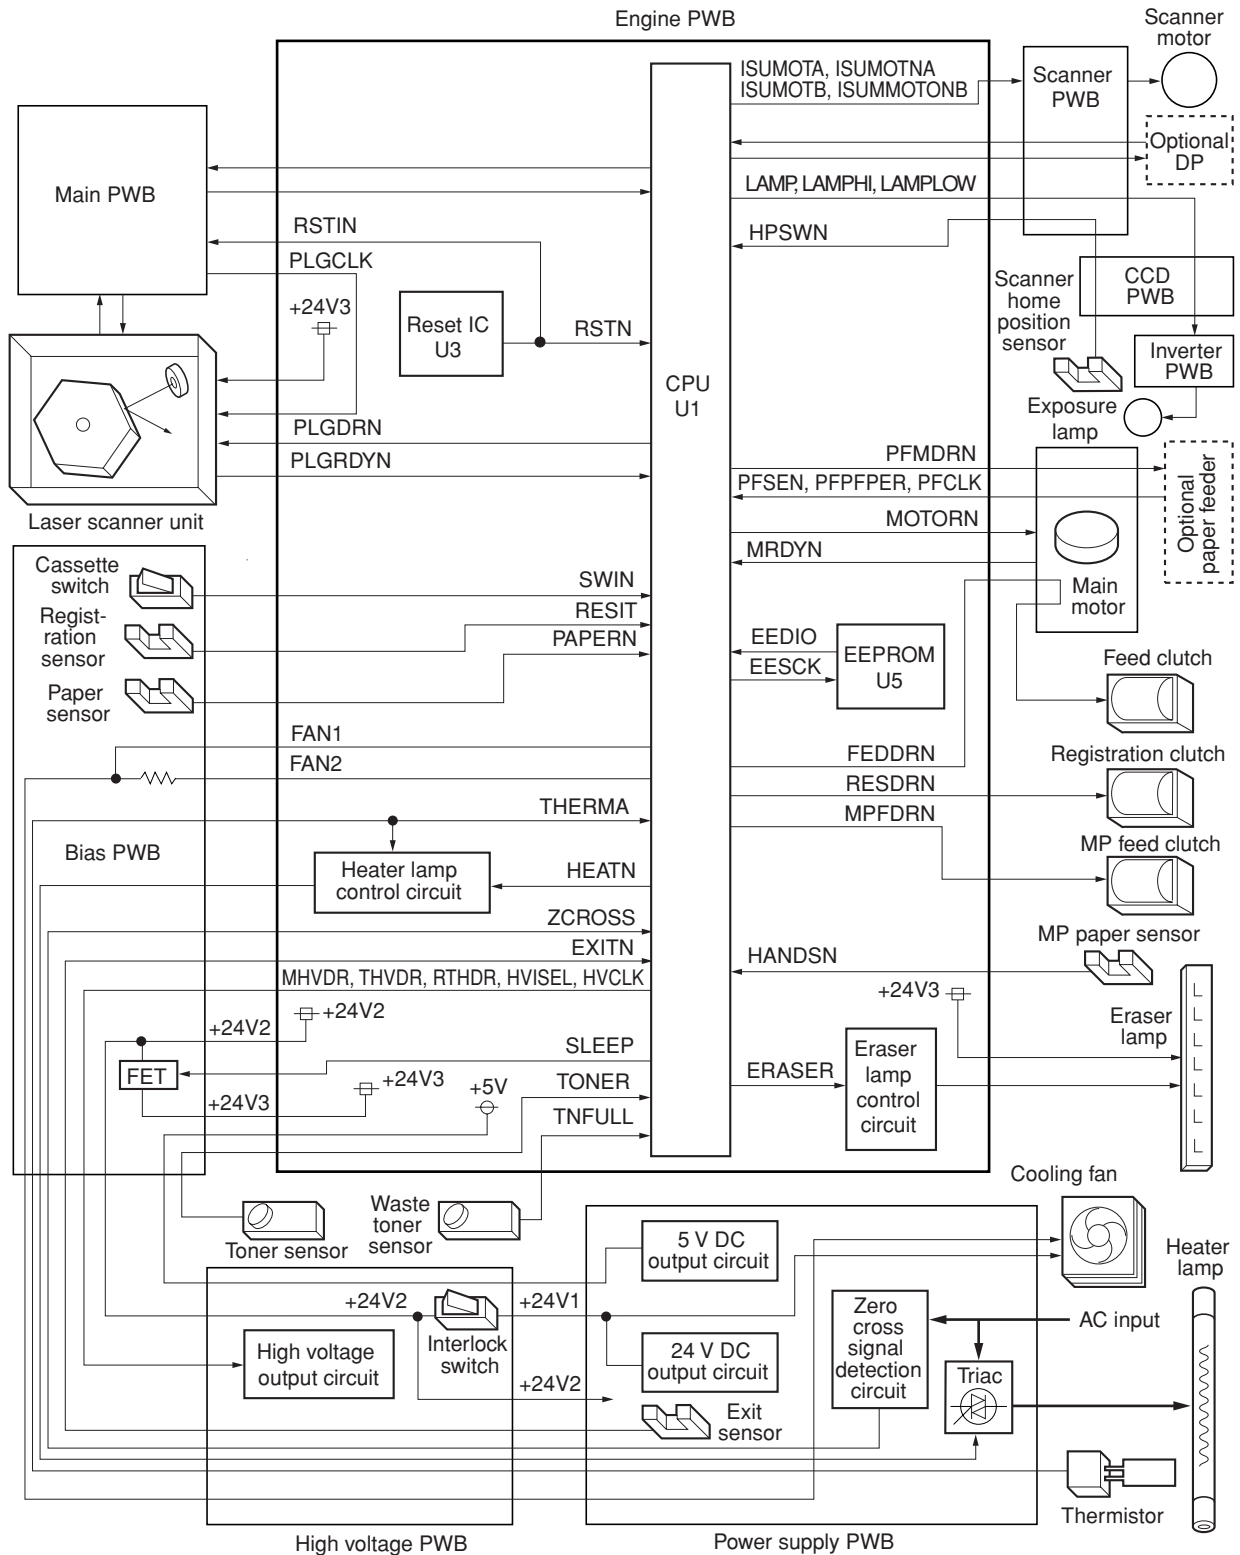 Engine PWB
Scanner
motor
ISUMOTA, ISUMOTNA
ISUMOTB, ISUMMOTONB
Scanner
PWB
Optional
DP
Main PWB
LAMP, LAMPHI, LAMPLOW
RSTIN
HPSWN
PLGCLK
+24V3
Reset IC
U3
RSTN
CPU
U1
Scanner
home
position
sensor
CCD
PWB
Inverter
PWB
Exposure
lamp
PLGDRN
PLGRDYN
Laser scanner unit
PFMDRN
PFSEN, PFPFPER, PFCLK
MOTORN
MRDYN
Optional
paper feeder
Main
motor
Cassette
switch
SWIN
Regist-
ration
sensor
RESIT
PAPERN
Paper
sensor
EEDIO
EESCK
EEPROM
U5
Feed clutch
FAN1
FAN2
FEDDRN
Registration clutch
RESDRN
MPFDRN
THERMA
Bias PWB
Heater lamp
control circuit
HEATN
MP feed clutch
ZCROSS
EXITN
MHVDR, THVDR, RTHDR, HVISEL, HVCLK
HANDSN
MP paper sensor
+24V3
+24V2
+24V2
Eraser
lamp
FET
SLEEP
ERASER
Eraser
lamp
control
circuit
+24V3
+24V3
+5V
TONER
TNFULL
Cooling fan
Toner sensor
Waste
toner
sensor
5 V DC
output circuit
Heater
lamp
+24V2
+24V1
Interlock
switch
High voltage
output circuit
24 V DC
output circuit
Zero
cross
signal
detection
circuit
AC input
Triac
+24V2
Exit
sensor
Thermistor
High voltage PWB
Power supply PWB